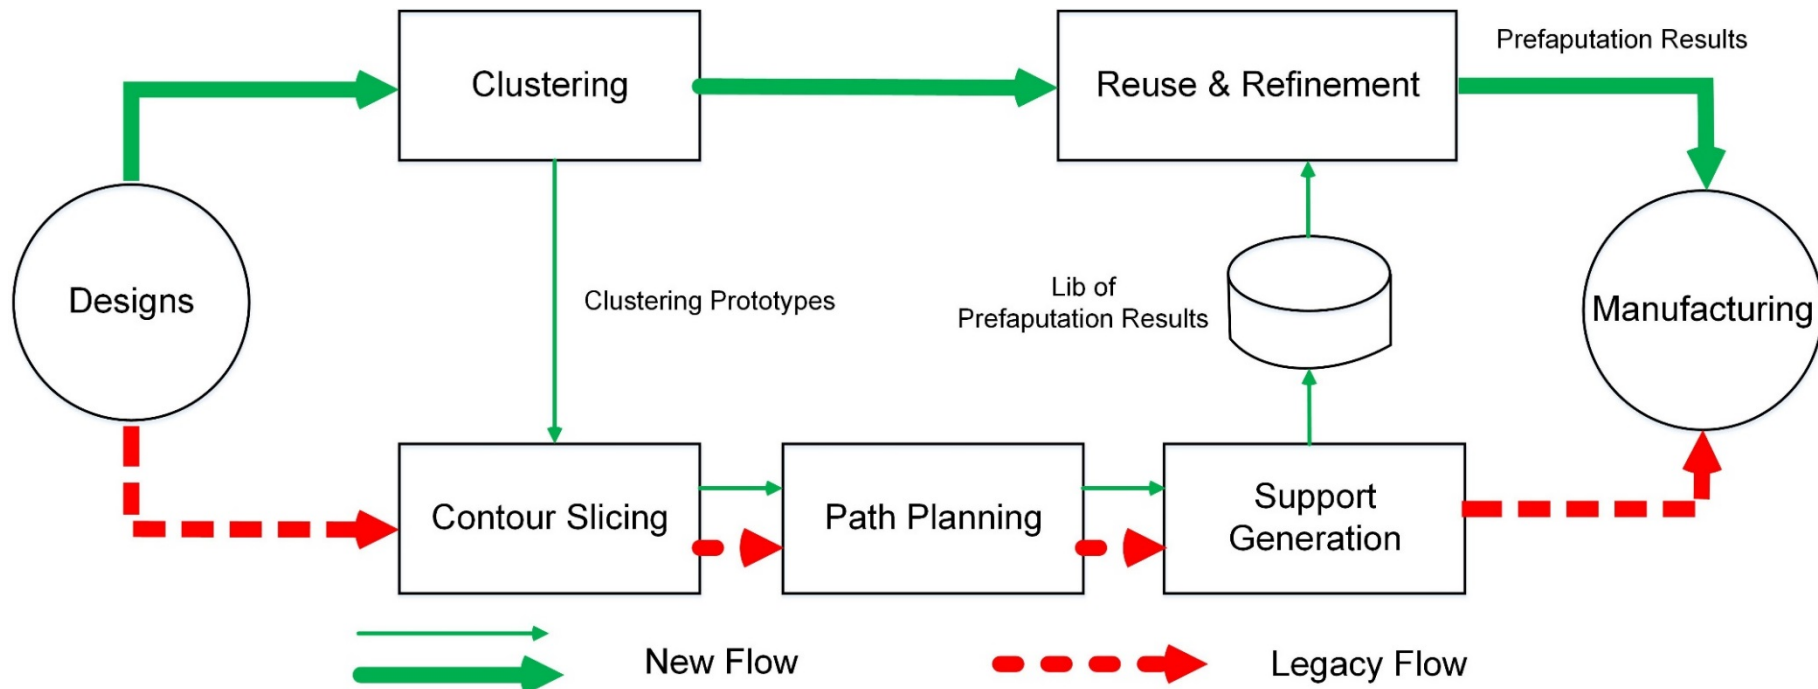 Prefaputation Results
Clustering
Reuse & Refinement
Designs
Clustering Prototypes
Lib of
Prefaputation Results
Manufacturing
Contour Slicing
Path Planning
Support
Generation
New Flow
Legacy Flow